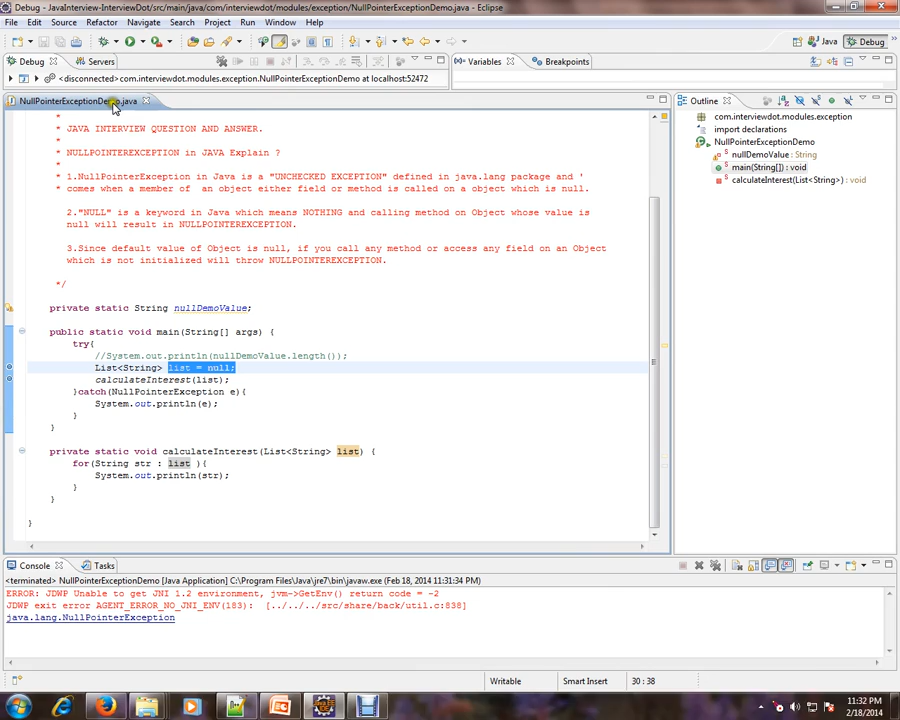 Debug - JavaInterview-InterviewDot/src/main/java/com/interviewdot/modules/exception/NullPointerExceptionDemo.java - Eclipse
File Edit Source Refactor Navigate Search Project Run Window Help
Java Debug
Debug Servers Variables Breakpoints
<disconnected>com.interviewdot.modules.exception.NullPointerExceptionDemo at localhost:52472
NullPointerExceptionDemo.java Outline
*
* JAVA INTERVIEW QUESTION AND ANSWER.
*
* NULLPOINTEREXCEPTION in JAVA Explain ?
*
* 1.NullPointerException in Java is a "UNCHECKED EXCEPTION" defined in java.lang package and '
* comes when a member of an object either field or method is called on a object which is null.
2."NULL" is a keyword in Java which means NOTHING and calling method on Object whose value is
null will result in NULLPOINTEREXCEPTION.
3.Since default value of Object is null, if you call any method or access any field on an Object
which is not initialized will throw NULLPOINTEREXCEPTION.
*/
private static String nullDemoValue;
public static void main(String[] args) {
try{
//System.out.println(nullDemoValue.length());
List<String> list = null;
calculateInterest(list);
}catch(NullPointerException e){
System.out.println(e);
}
}
private static void calculateInterest(List<String> list) {
for(String str : list ){
System.out.println(str);
}
}
}
com.interviewdot.modules.exception
import declarations
NullPointerExceptionDemo
nullDemoValue : String
main(String[]) : void
calculateInterest(List<String>) : void
Console Tasks
<terminated> NullPointerExceptionDemo [Java Application] C:\Program Files\Java\jre7\bin\javaw.exe (Feb 18, 2014 11:31:34 PM)
ERROR: JDWP Unable to get JNI 1.2 environment, jvm->GetEnv() return code = -2
JDWP exit error AGENT_ERROR_NO_JNI_ENV(183): [../../../src/share/back/util.c:838]
java.lang.NullPointerException
Writable Smart Insert 30 : 38
11:32 PM
2/18/2014